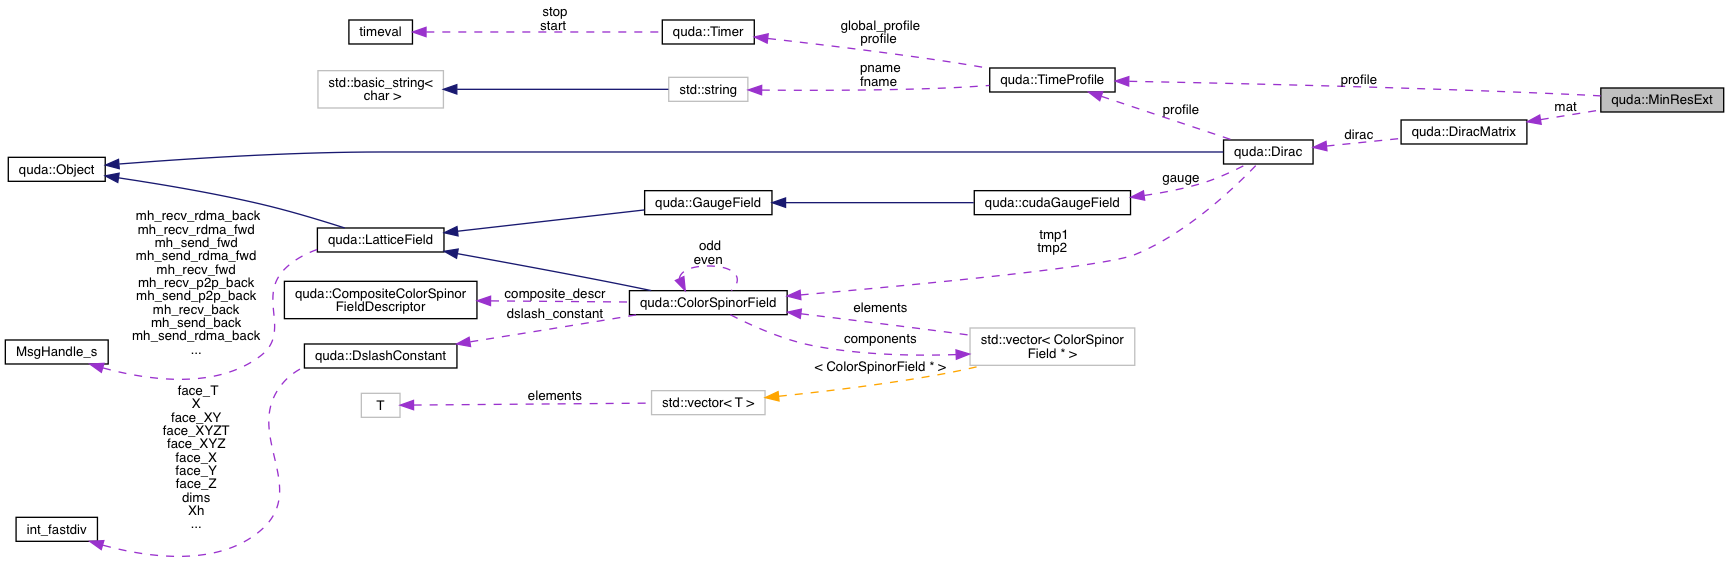 stop
start
timeval
quda::Timer
global_profile
profile
pname
fname
std::basic_string<
char >
std::string
quda::TimeProfile
profile
quda::MinResExt
mat
profile
dirac
quda::DiracMatrix
quda::Dirac
quda::Object
gauge
quda::GaugeField
quda::cudaGaugeField
mh_recv_rdma_back
mh_recv_rdma_fwd
mh_send_fwd
mh_send_rdma_fwd
mh_recv_fwd
mh_recv_p2p_back
mh_send_p2p_back
mh_recv_back
mh_send_back
mh_send_rdma_back
...
quda::LatticeField
tmp1
tmp2
odd
even
quda::CompositeColorSpinor
FieldDescriptor
composite_descr
quda::ColorSpinorField
dslash_constant
elements
components
std::vector< ColorSpinor
Field * >
MsgHandle_s
quda::DslashConstant
< ColorSpinorField * >
face_T
X
face_XY
face_XYZT
face_XYZ
face_X
face_Y
face_Z
dims
Xh
...
T
elements
std::vector< T >
int_fastdiv